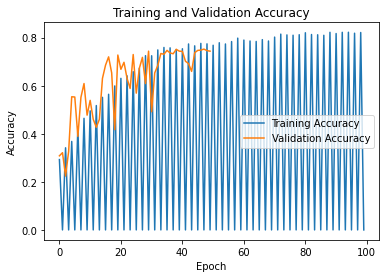 Training and Validation Accuracy
0.8
0.6
0.4
0.2
0.0
Accuracy
Training Accuracy
Validation Accuracy
0 20 40 60 80 100
Epoch